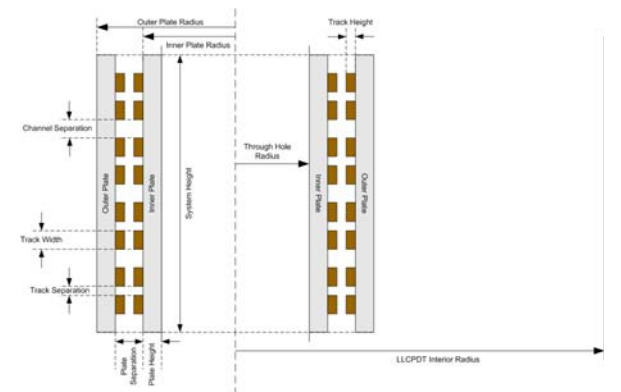 Outer Plate Radius
Track Height
Inner Plate Radius
Channel Separation
Through Hole
Radius
Outer Plate
Inner Plate
System Height
Inner Plate
Outer Plate
Track Width
Track Separation
Plate
Separation
Plate Height
LLCPDT Interior Radius